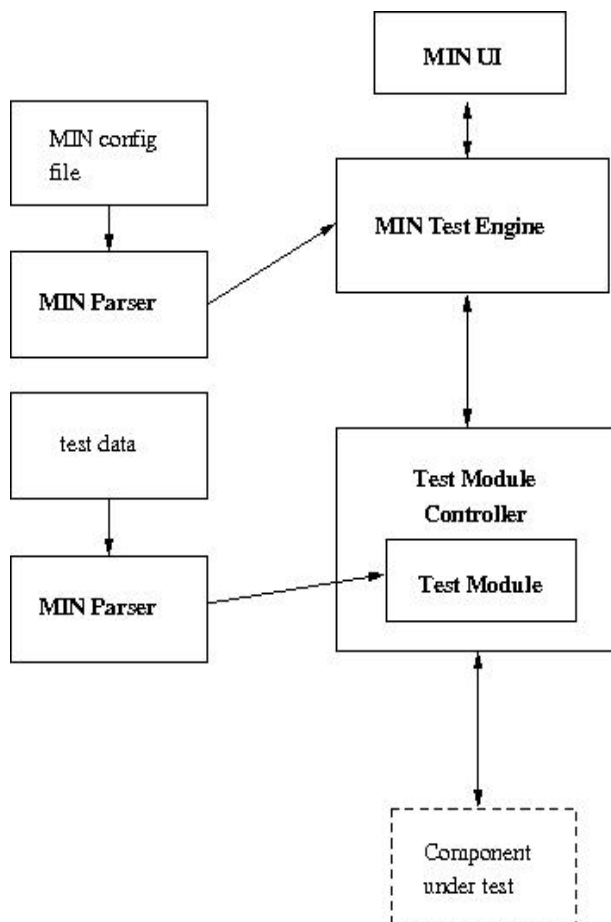 MIN UI
MIN config
file
MIN Test Engine
MIN Parser
test data
Test Module
Controller
Test Module
MIN Parser
Component
under test